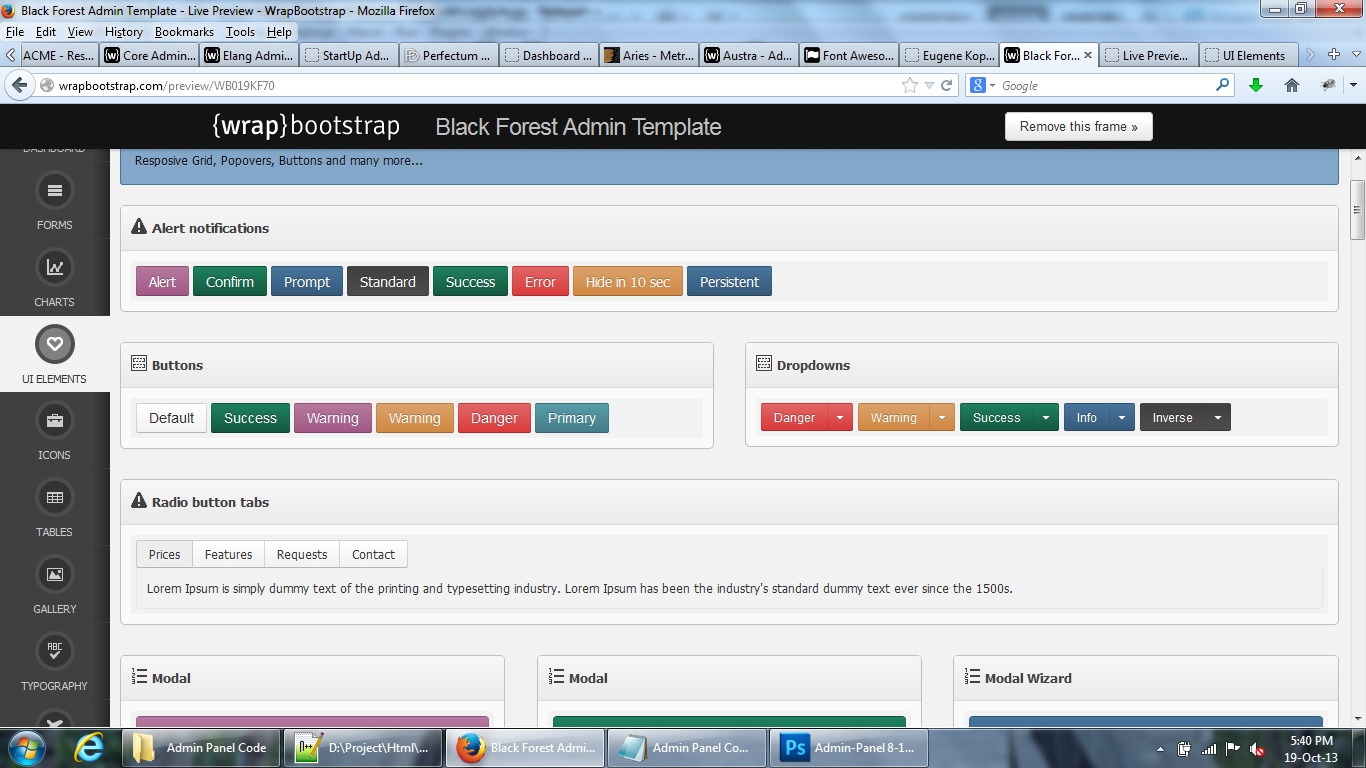 Black Forest Admin Template - Live Preview - WrapBootstrap - Mozilla Firefox
File Edit View History Bookmarks Tools Help
ACME - Res... Core Admin... Elang Admi... StartUp Ad... Perfectum ... Dashboard ... Aries - Metr... Austra - Ad... Font Aweso... Eugene Kop... Black For... Live Previe... UI Elements
wrapbootstrap.com/preview/WB019KF70 Google
{wrap}bootstrap Black Forest Admin Template Remove this frame »
DASHBOARD
Resposive Grid, Popovers, Buttons and many more...
FORMS
Alert notifications
Alert Confirm Prompt Standard Success Error Hide in 10 sec Persistent
CHARTS
UI ELEMENTS
Buttons
Default Success Warning Warning Danger Primary
Dropdowns
Danger Warning Success Info Inverse
ICONS
Radio button tabs
TABLES
Prices Features Requests Contact
Lorem Ipsum is simply dummy text of the printing and typesetting industry. Lorem Ipsum has been the industry's standard dummy text ever since the 1500s.
GALLERY
ABC
TYPOGRAPHY
Modal
Modal
Modal Wizard
Admin Panel Code D:\Project\Html\... Black Forest Admi... Admin Panel Co... Ps Admin-Panel 8-1...
5:40 PM
19-Oct-13